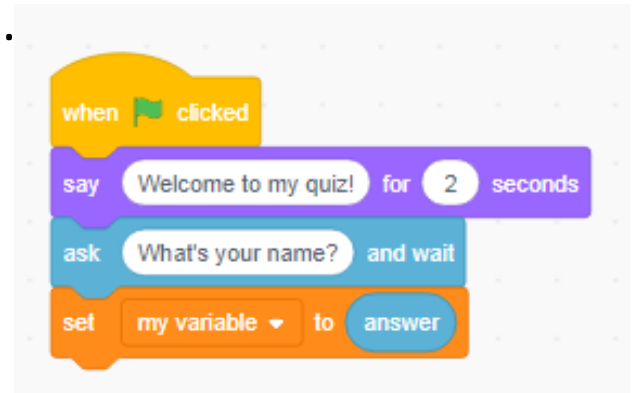 when clicked
say Welcome to my quiz! for 2 seconds
ask What's your name? and wait
set my variable to answer